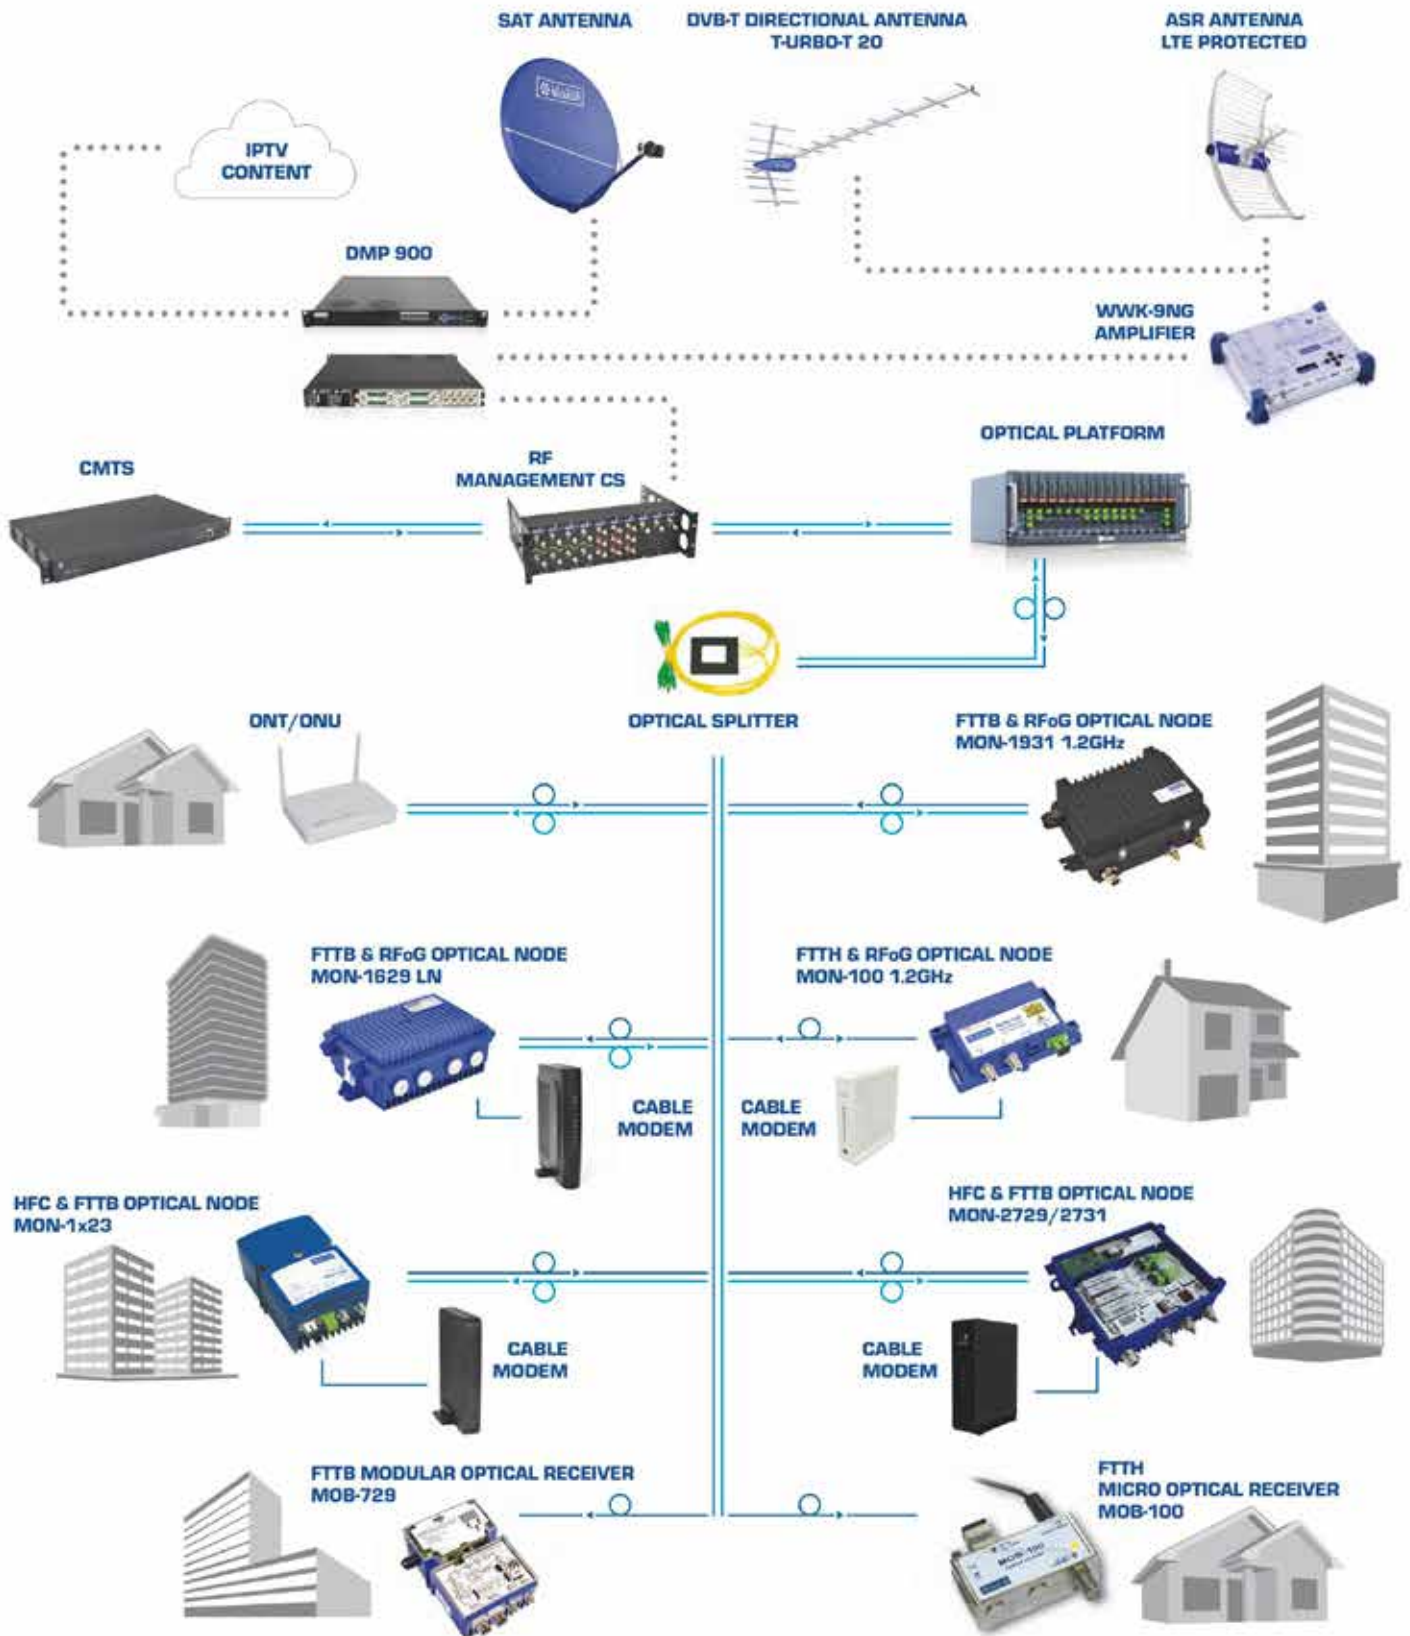 SAT ANTENNA
DVB-T DIRECTIONAL ANTENNA
T-URBO-T 20
ASR ANTENNA
LTE PROTECTED
IPTV
CONTENT
DMP 900
WWK-9NG
AMPLIFIER
OPTICAL PLATFORM
CMTS
RF
MANAGEMENT CS
ONT/ONU
OPTICAL SPLITTER
FTTB & RFoG OPTICAL NODE
MON-1931 1.2GHz
FTTB & RFoG OPTICAL NODE
MON-1629 LN
FTTH & RFoG OPTICAL NODE
MON-100 1.2GHz
CABLE
MODEM
CABLE
MODEM
HFC & FTTB OPTICAL NODE
MON-1x23
HFC & FTTB OPTICAL NODE
MON-2729/2731
CABLE
MODEM
CABLE
MODEM
FTTB MODULAR OPTICAL RECEIVER
MOB-729
FTTH
MICRO OPTICAL RECEIVER
MOB-100
MOB-100